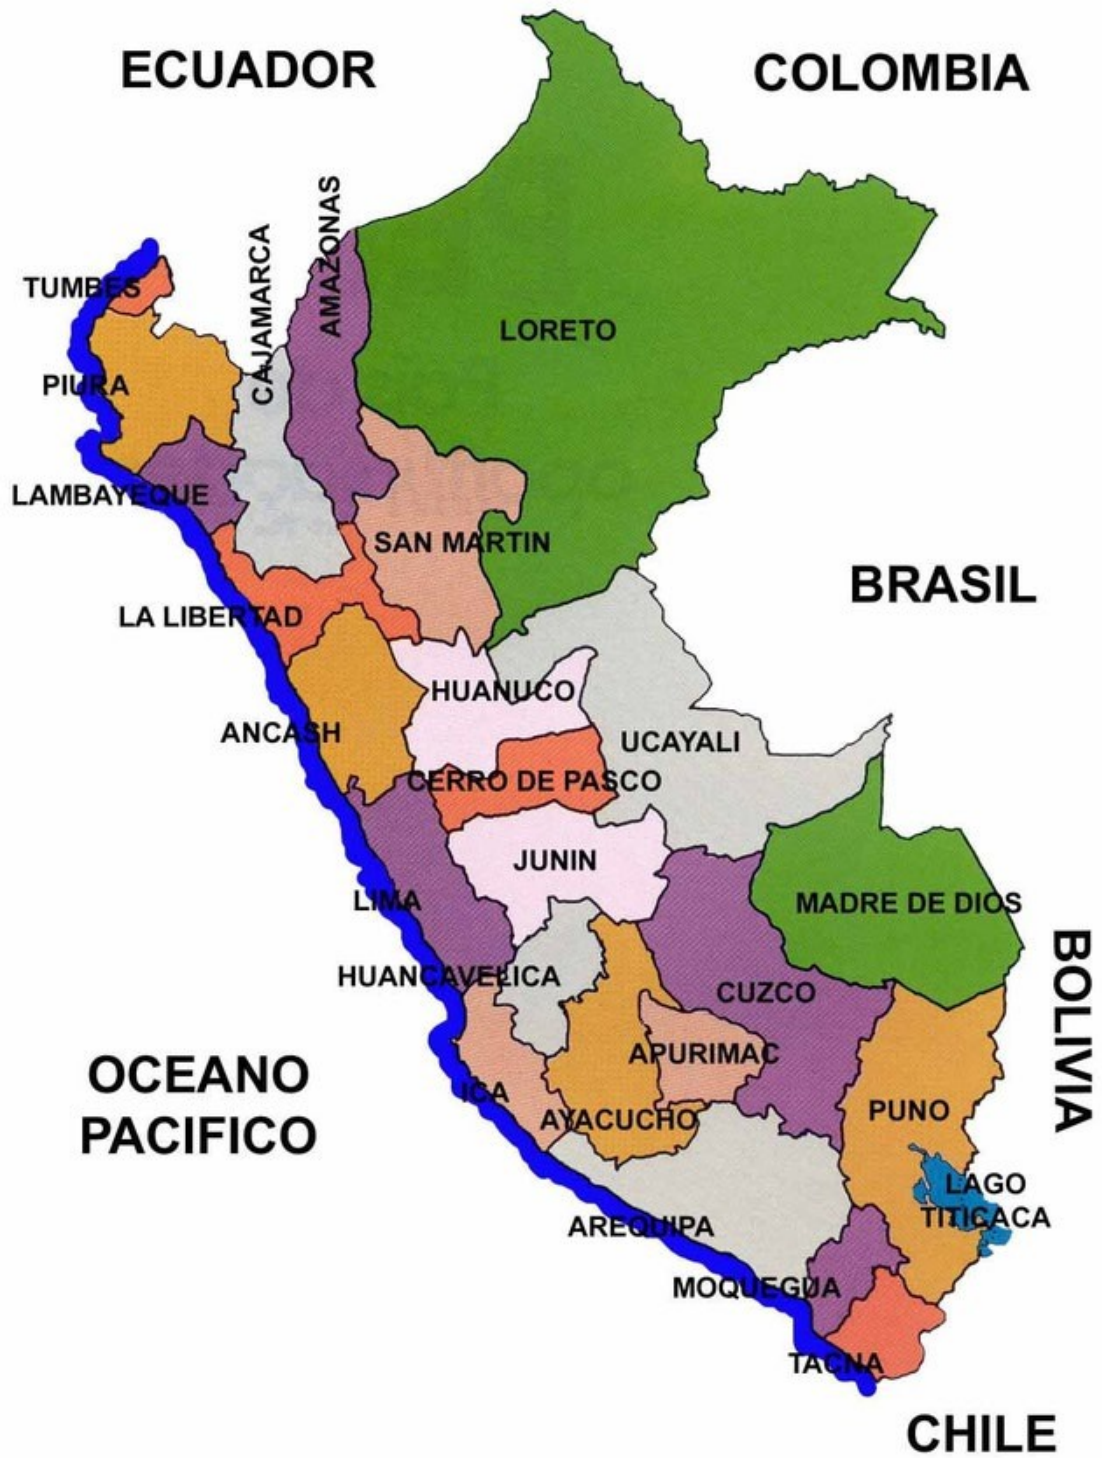 ECUADOR
COLOMBIA
AMAZONAS
CAJAMARCA
TUMBES
LORETO
PIURA
LAMBAYEQUE
SAN MARTIN
BRASIL
LA LIBERTAD
HUANUCO
ANCASH
UCAYALI
CERRO DE PASCO
JUNIN
LIMA
MADRE DE DIOS
HUANCAVELICA
CUZCO
BOLIVIA
OCEANO
PACIFICO
APURIMAC
ICA
AYACUCHO
PUNO
LAGO
TITICACA
AREQUIPA
MOQUEGUA
TACNA
CHILE